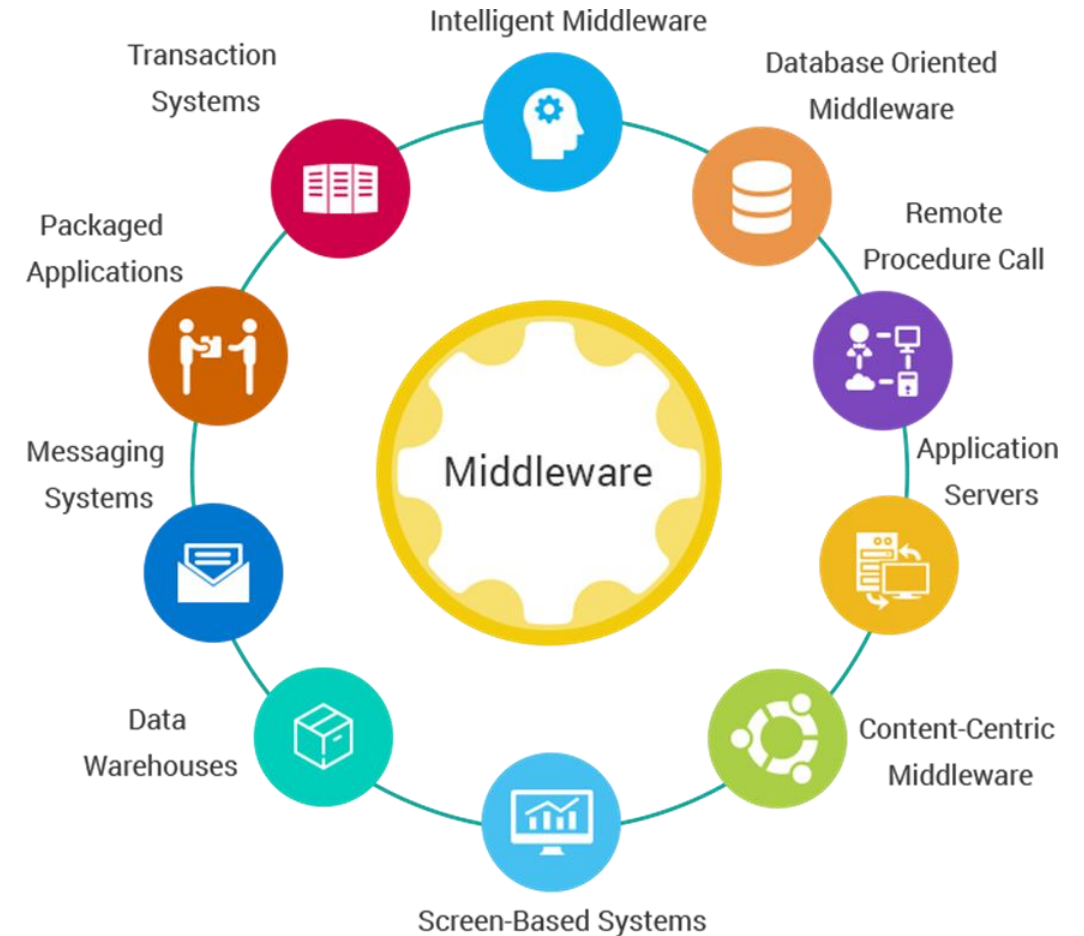 Intelligent Middleware
Database Oriented
Middleware
Remote
Procedure Call
Application
Servers
Content-Centric
Middleware
Screen-Based Systems
Data
Warehouses
Messaging
Systems
Packaged
Applications
Transaction
Systems
Middleware